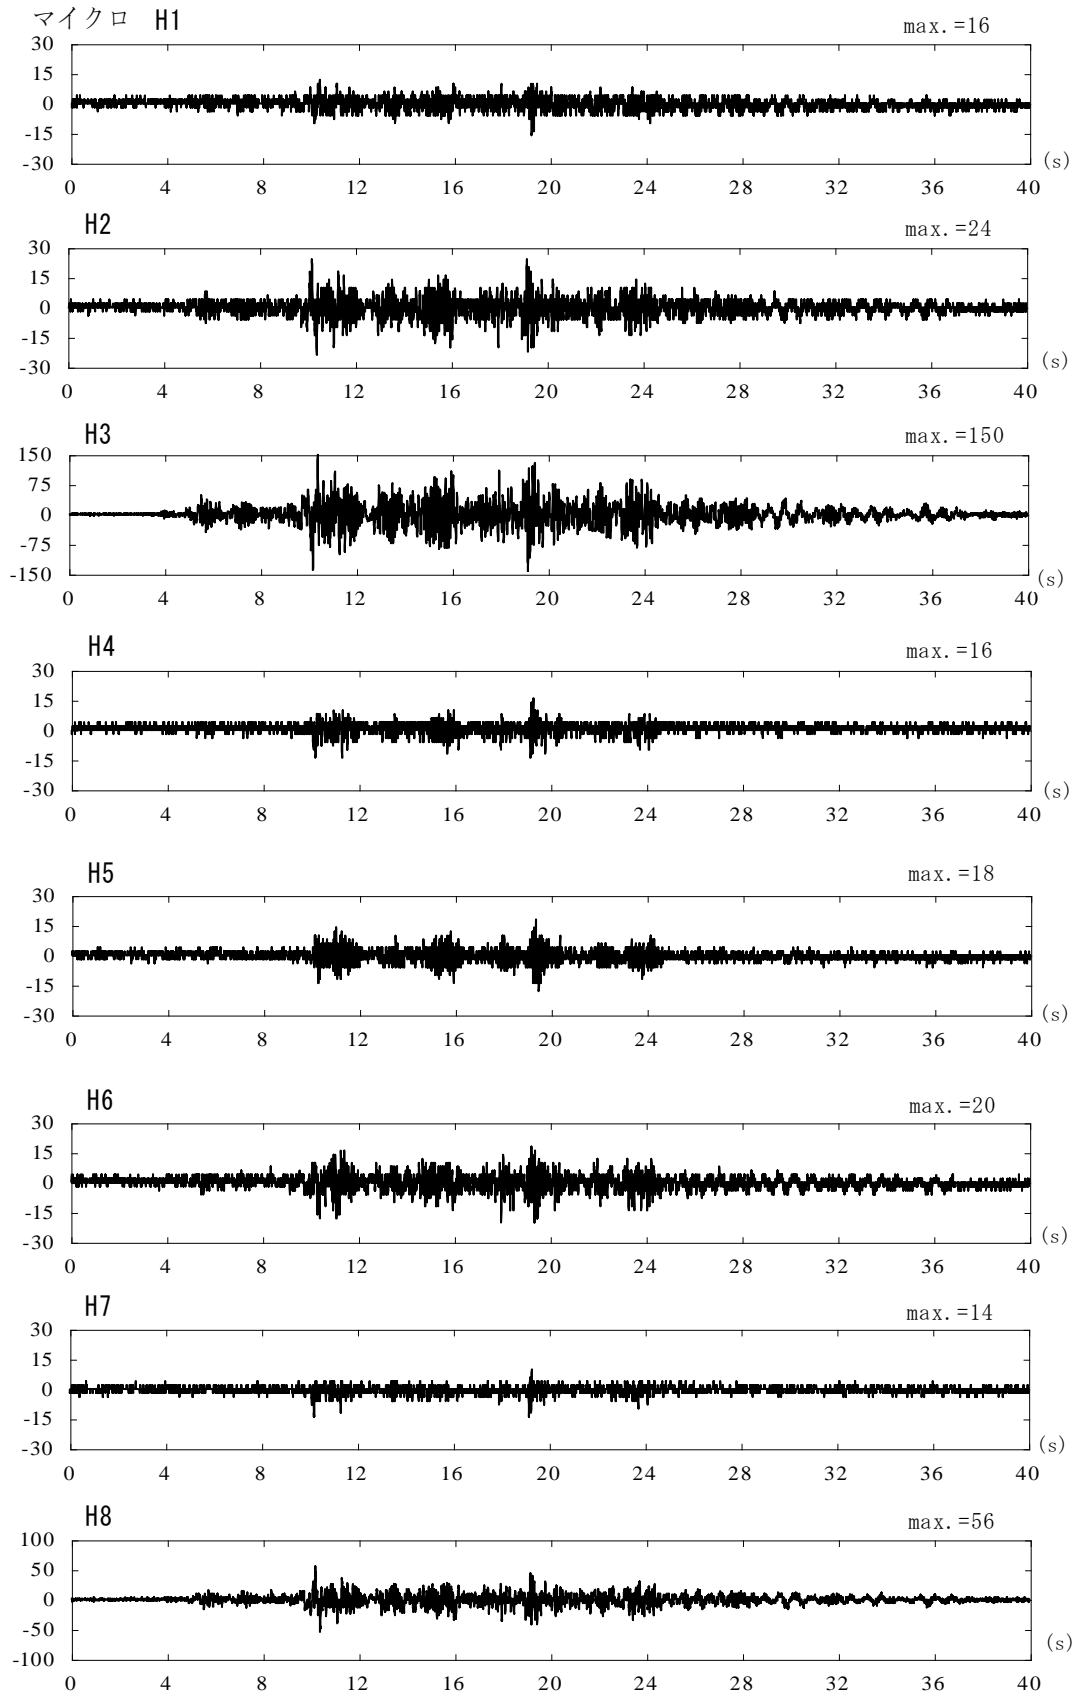 マイクロ H1 max.=16
30
15
0
-15
-30
(s)
0 4 8 12 16 20 24 28 32 36 40
H2 max.=24
30
15
0
-15
-30
(s)
0 4 8 12 16 20 24 28 32 36 40
H3 max.=150
150
75
0
-75
-150
(s)
0 4 8 12 16 20 24 28 32 36 40
H4 max.=16
30
15
0
-15
-30
(s)
0 4 8 12 16 20 24 28 32 36 40
H5 max.=18
30
15
0
-15
-30
(s)
0 4 8 12 16 20 24 28 32 36 40
H6 max.=20
30
15
0
-15
-30
(s)
0 4 8 12 16 20 24 28 32 36 40
H7 max.=14
30
15
0
-15
-30
(s)
0 4 8 12 16 20 24 28 32 36 40
H8 max.=56
100
50
0
-50
-100
(s)
0 4 8 12 16 20 24 28 32 36 40